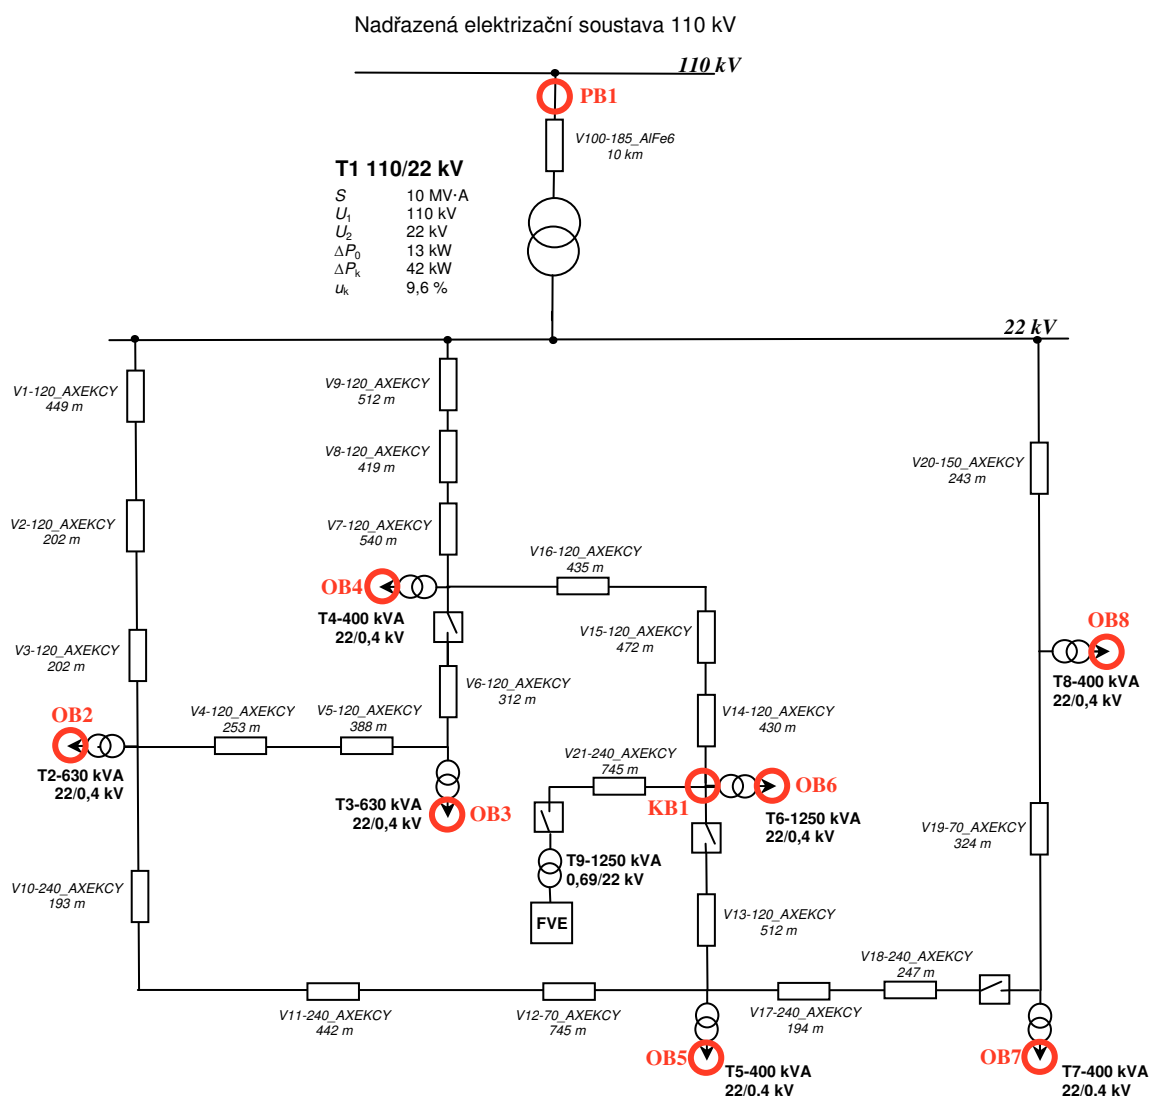 Nadřazená elektrizační soustava 110 kV
110 kV
PB1
V100-185_AlFe6
10 km
T1 110/22 kV
S 10 MV·A
U1 110 kV
U2 22 kV
ΔP0 13 kW
ΔPk 42 kW
uk 9,6 %
22 kV
V1-120_AXEKCY
449 m
V9-120_AXEKCY
512 m
V8-120_AXEKCY
419 m
V20-150_AXEKCY
243 m
V2-120_AXEKCY
202 m
V7-120_AXEKCY
540 m
V16-120_AXEKCY
435 m
OB4
T4-400 kVA
22/0,4 kV
V15-120_AXEKCY
472 m
OB8
T8-400 kVA
22/0,4 kV
V3-120_AXEKCY
202 m
V6-120_AXEKCY
312 m
OB2
V4-120_AXEKCY
253 m
V5-120_AXEKCY
388 m
V14-120_AXEKCY
430 m
T2-630 kVA
22/0,4 kV
V21-240_AXEKCY
745 m
T3-630 kVA
22/0,4 kV
OB3
KB1
OB6
T6-1250 kVA
22/0,4 kV
V19-70_AXEKCY
324 m
T9-1250 kVA
0,69/22 kV
V10-240_AXEKCY
193 m
FVE
V13-120_AXEKCY
512 m
V18-240_AXEKCY
247 m
V11-240_AXEKCY
442 m
V12-70_AXEKCY
745 m
V17-240_AXEKCY
194 m
OB5
T5-400 kVA
22/0,4 kV
OB7
T7-400 kVA
22/0,4 kV